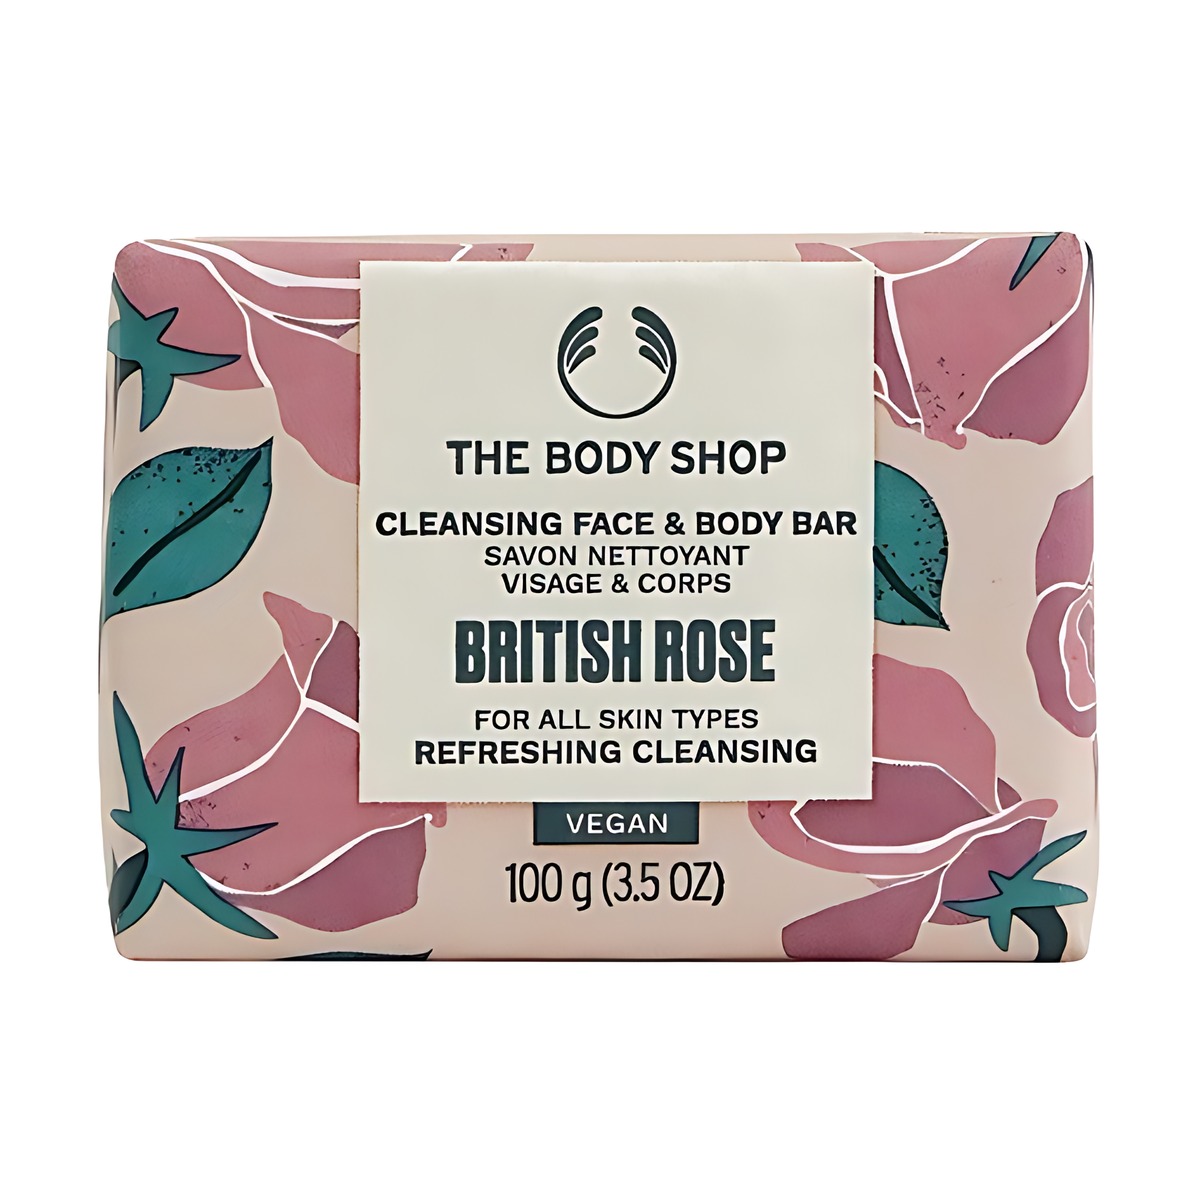 THE BODY SHOP
CLEANSING FACE & BODY BAR
SAVON NETTOYANT
VISAGE & CORPS
BRITISH ROSE
FOR ALL SKIN TYPES
REFRESHING CLEANSING
VEGAN
100 g (3.5 OZ)